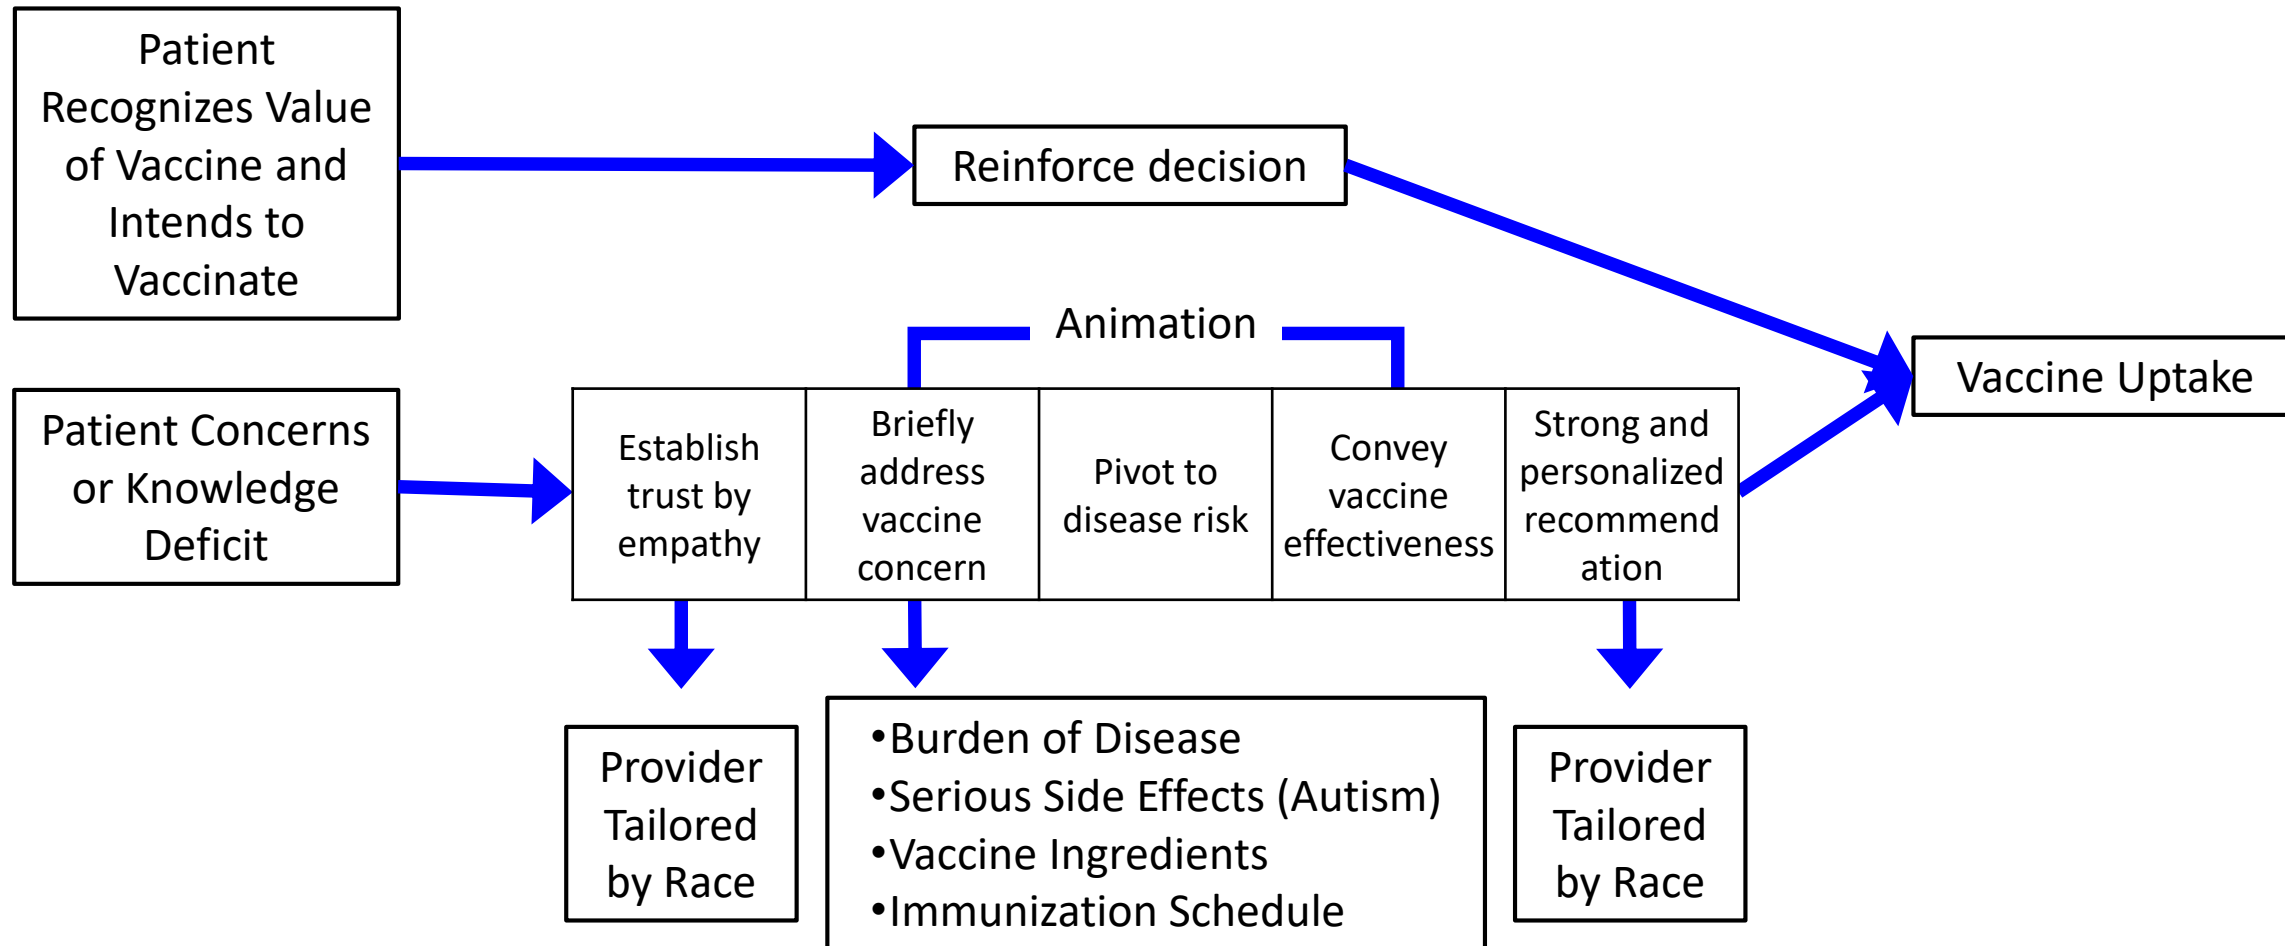 Patient
Recognizes Value
of Vaccine and
Intends to
Vaccinate
Reinforce decision
Animation
Vaccine Uptake
Patient Concerns
or Knowledge
Deficit
Establish
trust by
empathy
Briefly
address
vaccine
concern
Pivot to
disease risk
Convey
vaccine
effectiveness
Strong and
personalized
recommend
ation
Provider
Tailored
by Race
•Burden of Disease
•Serious Side Effects (Autism)
•Vaccine Ingredients
•Immunization Schedule
Provider
Tailored
by Race